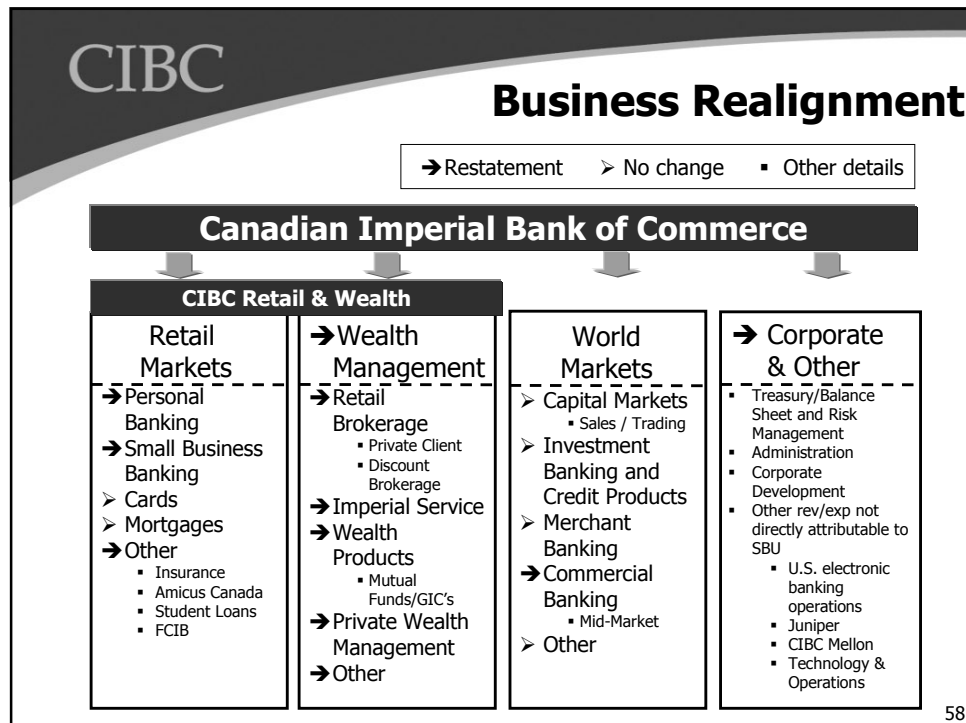 CIBC
Business Realignment
➔Restatement ➢ No change ▪ Other details
Canadian Imperial Bank of Commerce
CIBC Retail & Wealth
Retail
Markets
➔Personal
Banking
➔Small Business
Banking
➢ Cards
➢ Mortgages
➔Other
▪ Insurance
▪ Amicus Canada
▪ Student Loans
▪ FCIB
➔Wealth
Management
➔Retail
Brokerage
▪ Private Client
▪ Discount
Brokerage
➔Imperial Service
➔Wealth
Products
▪ Mutual
Funds/GIC's
➔Private Wealth
Management
➔Other
World
Markets
➢ Capital Markets
▪ Sales / Trading
➢ Investment
Banking and
Credit Products
➢ Merchant
Banking
➔Commercial
Banking
▪ Mid-Market
➢ Other
➔ Corporate
& Other
▪ Treasury/Balance
Sheet and Risk
Management
▪ Administration
▪ Corporate
Development
▪ Other rev/exp not
directly attributable to
SBU
▪ U.S. electronic
banking
operations
▪ Juniper
▪ CIBC Mellon
▪ Technology &
Operations
58